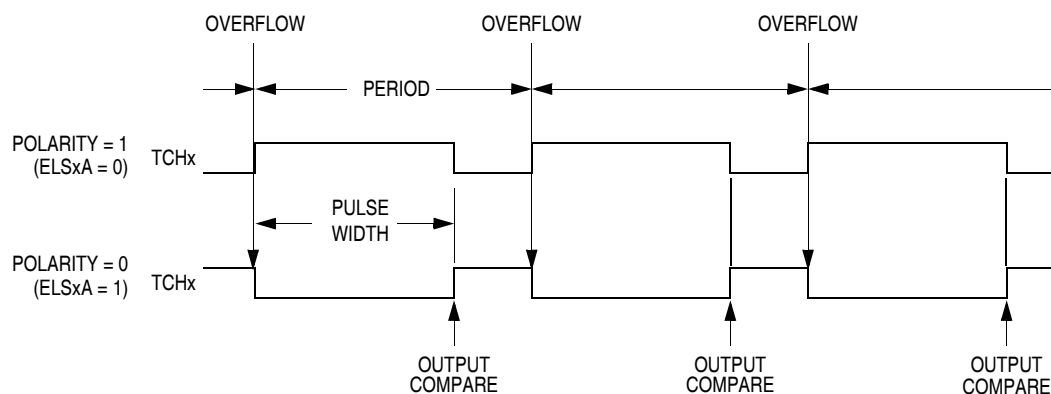 OVERFLOW
OVERFLOW
OVERFLOW
PERIOD
POLARITY = 1
(ELSxA = 0)
TCHx
PULSE
WIDTH
POLARITY = 0
(ELSxA = 1)
TCHx
OUTPUT
COMPARE
OUTPUT
COMPARE
OUTPUT
COMPARE